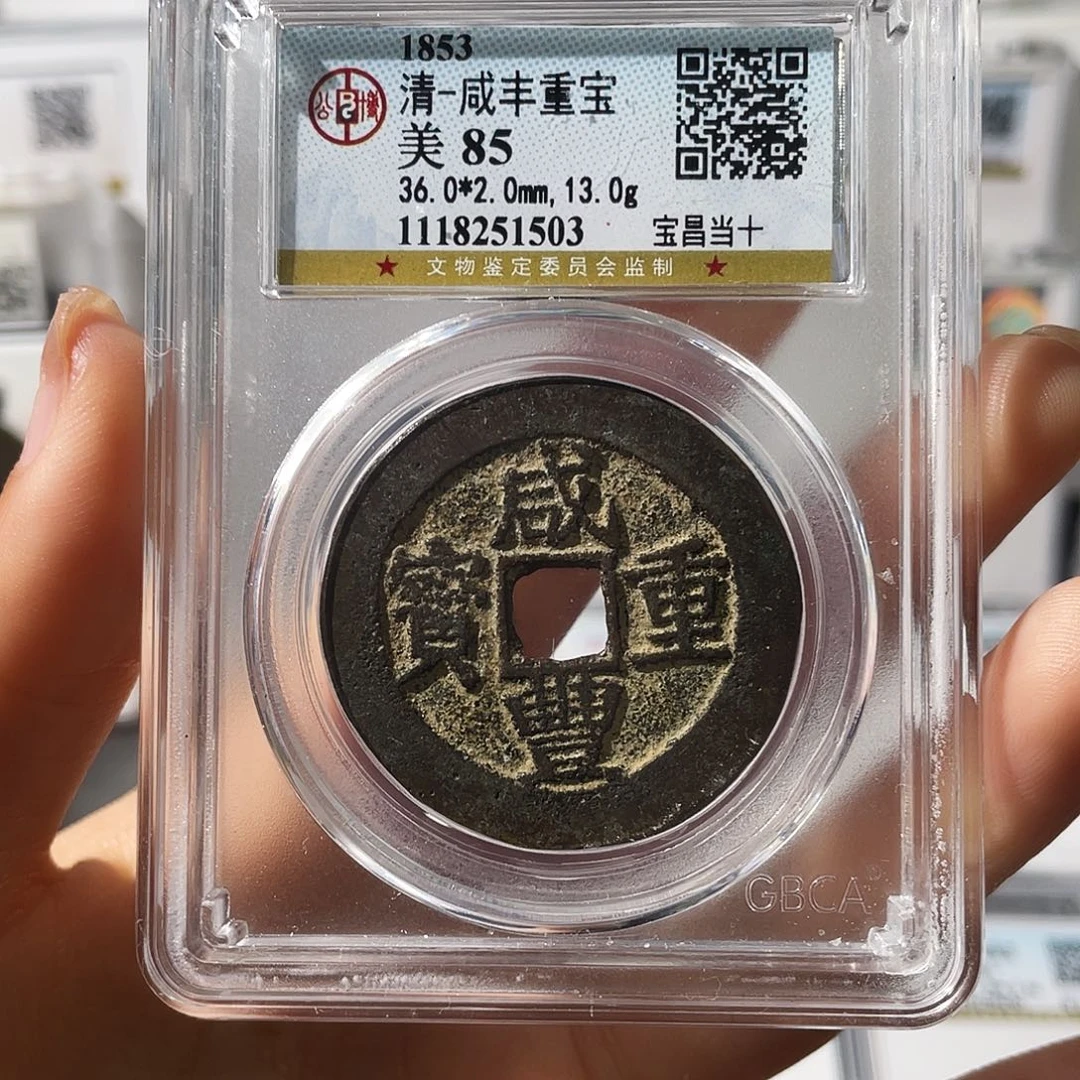 1853
清-咸丰重宝
美 85
36.0*2.0mm, 13.0g
1118251503 宝昌当十
★ 文物鉴定委员会监制 ★
咸
寶 重
豐
GBCA